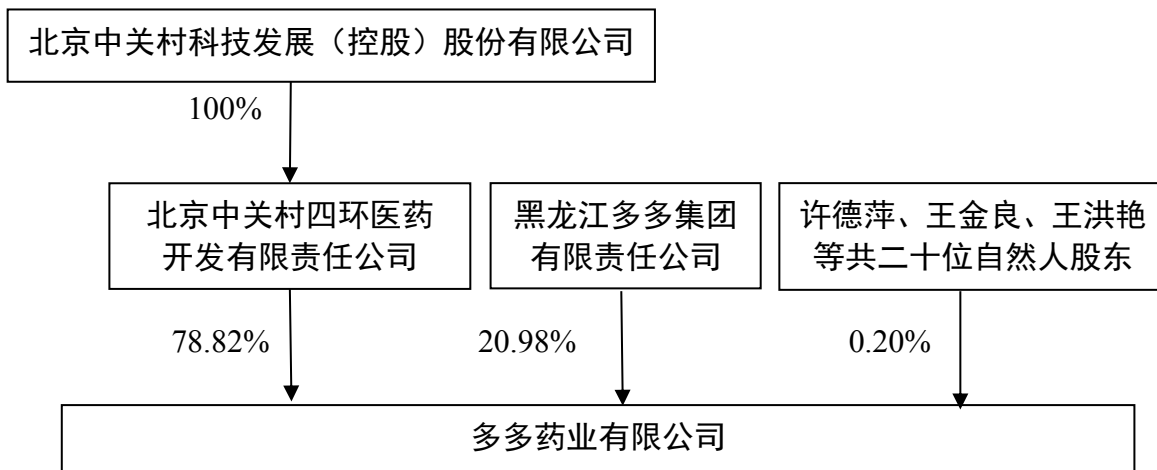 北京中关村科技发展（控股）股份有限公司
100%
北京中关村四环医药
开发有限责任公司
黑龙江多多集团
有限责任公司
许德萍、王金良、王洪艳
等共二十位自然人股东
78.82%
20.98%
0.20%
多多药业有限公司